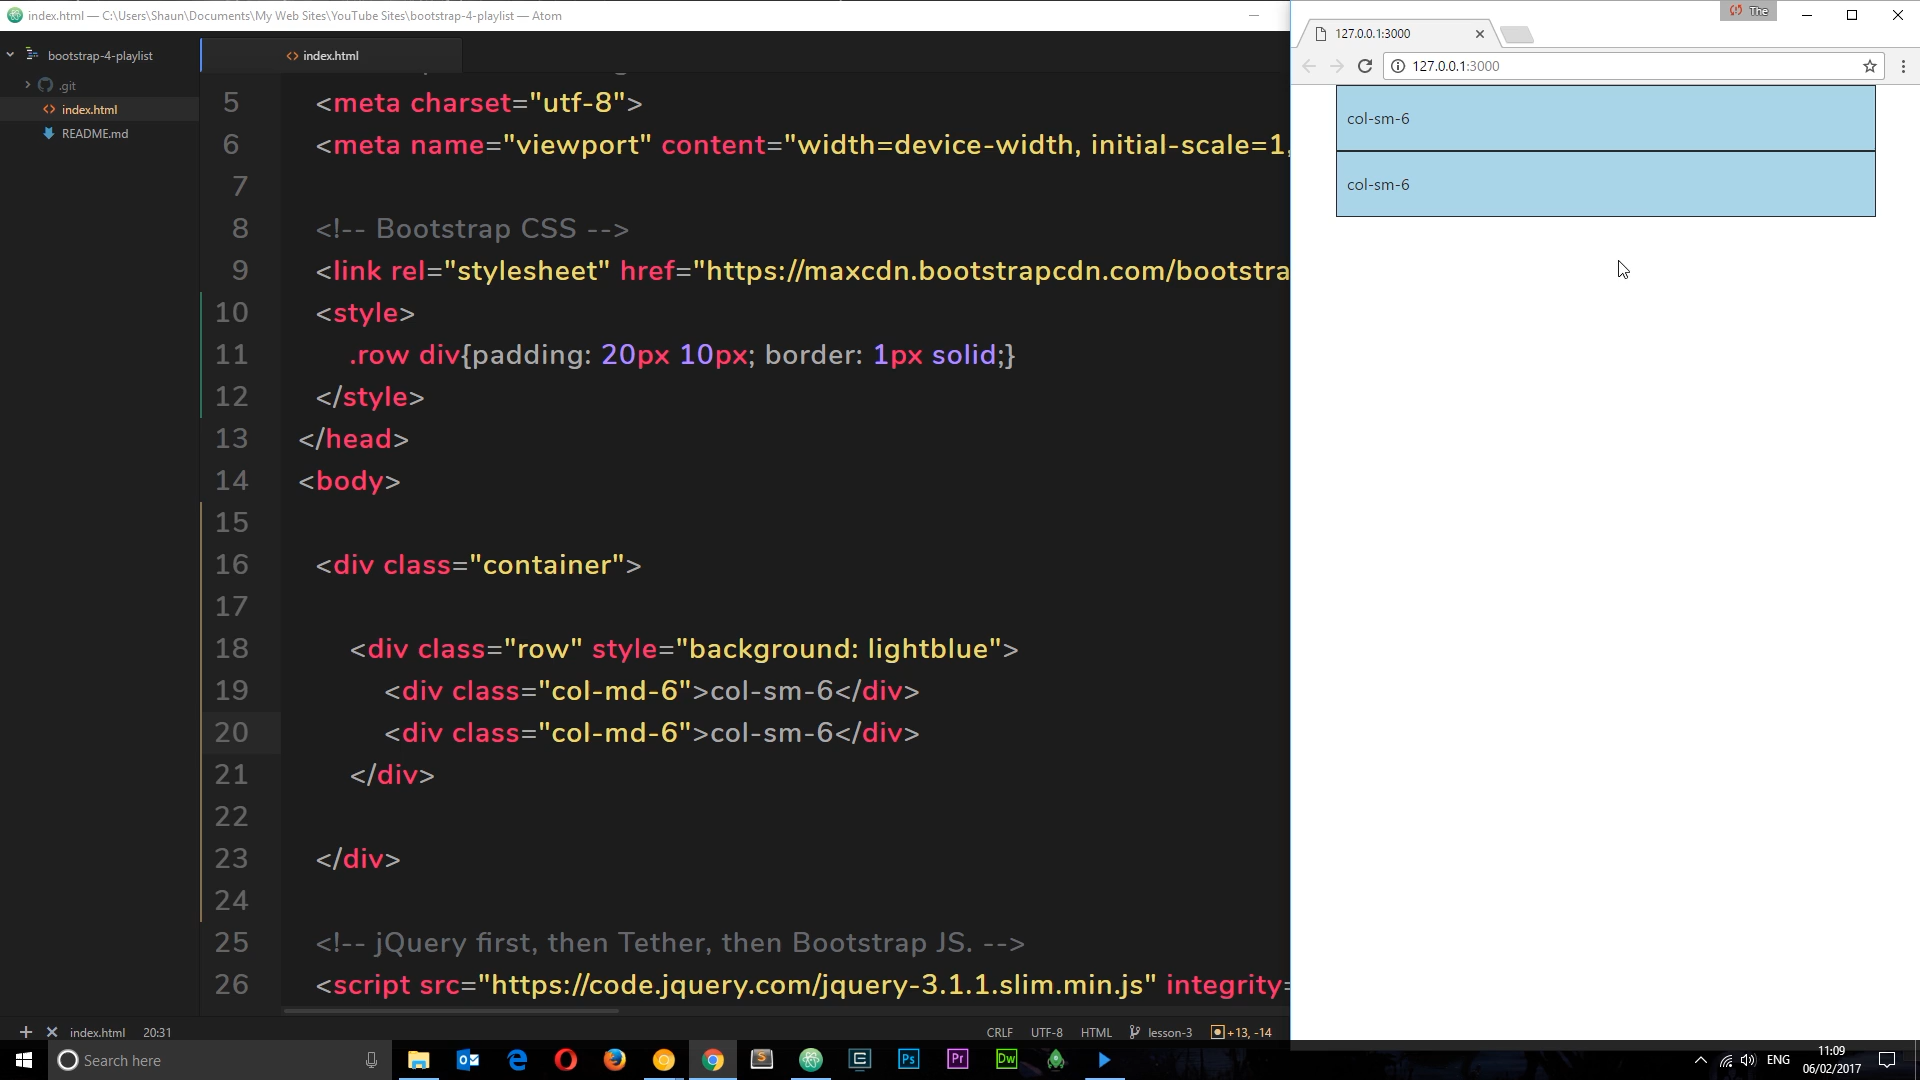 index.html — C:\Users\Shaun\Documents\My Web Sites\YouTube Sites\bootstrap-4-playlist — Atom
The
bootstrap-4-playlist
.git
index.html
README.md
index.html
5 <meta charset="utf-8">
6 <meta name="viewport" content="width=device-width, initial-scale=1,
7
8 <!-- Bootstrap CSS -->
9 <link rel="stylesheet" href="https://maxcdn.bootstrapcdn.com/bootstra
10 <style>
11 .row div{padding: 20px 10px; border: 1px solid;}
12 </style>
13 </head>
14 <body>
15
16 <div class="container">
17
18 <div class="row" style="background: lightblue">
19 <div class="col-md-6">col-sm-6</div>
20 <div class="col-md-6">col-sm-6</div>
21 </div>
22
23 </div>
24
25 <!-- jQuery first, then Tether, then Bootstrap JS. -->
26 <script src="https://code.jquery.com/jquery-3.1.1.slim.min.js" integrity=
127.0.0.1:3000
127.0.0.1:3000
col-sm-6
col-sm-6
index.html 20:31
CRLF UTF-8 HTML lesson-3 +13, -14
Search here
Ps
Pr
Dw
ENG
11:09
06/02/2017